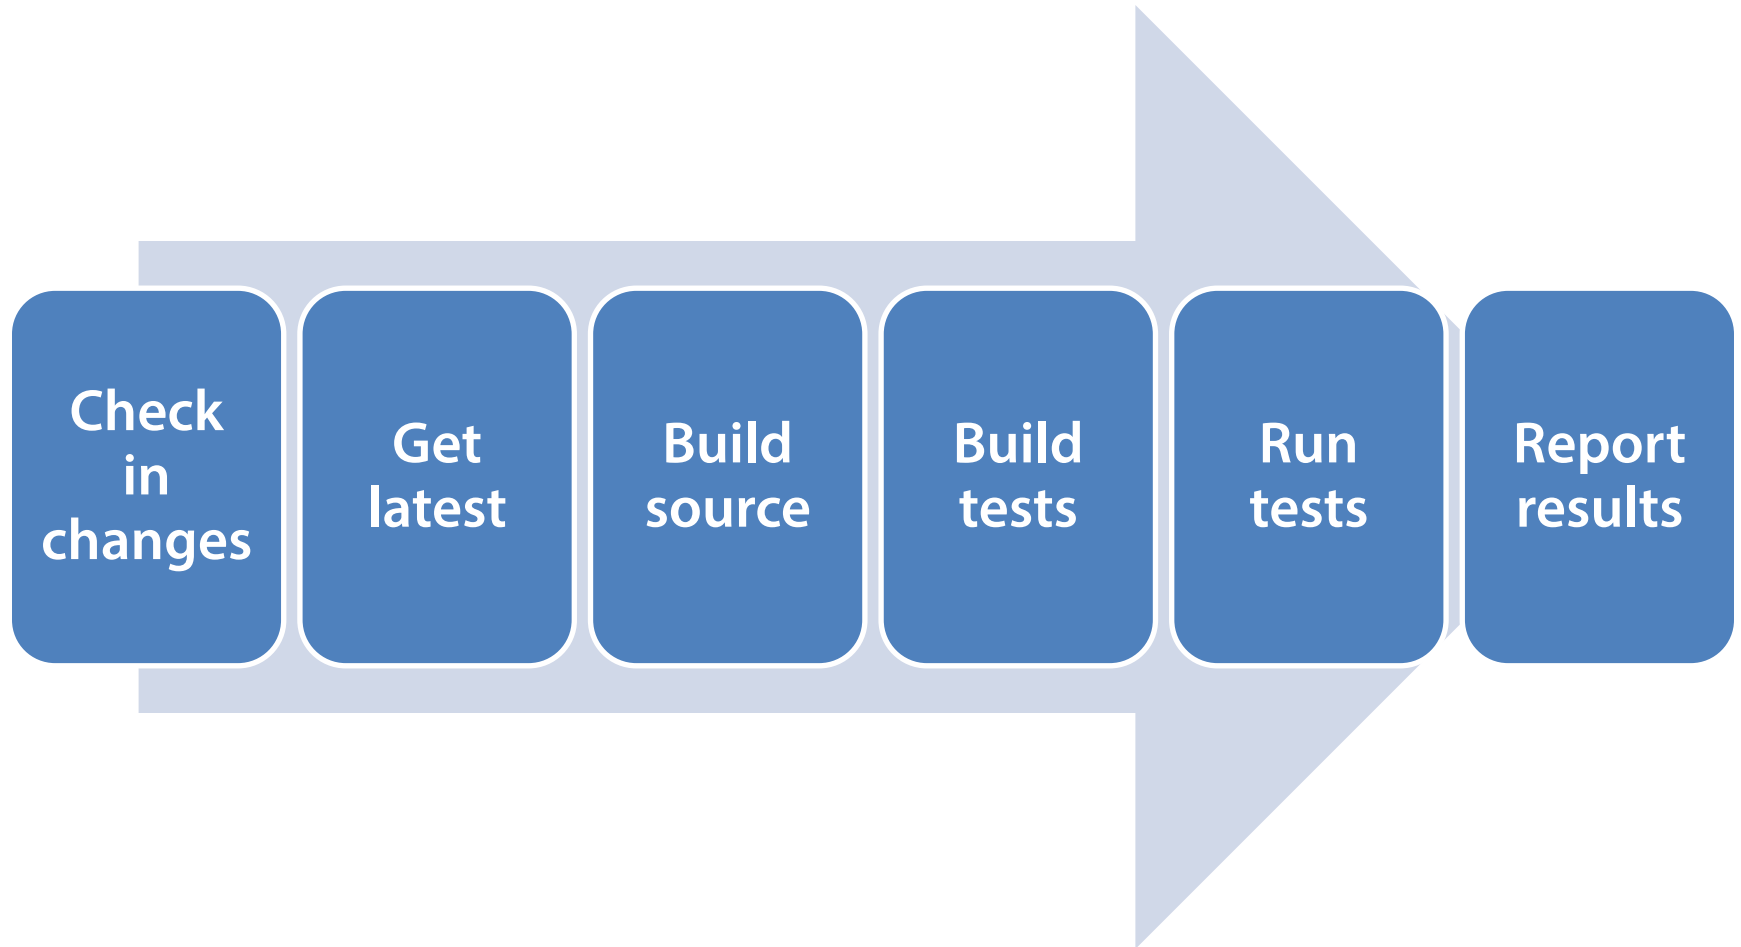 Check
in
changes
Get
latest
Build
source
Build
tests
Run
tests
Report
results